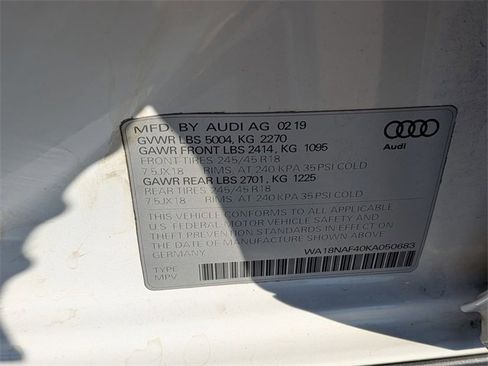 MFD. BY AUDI AG 02 19
GVWR LBS 5004, KG 2270
GAWR FRONT LBS 2414, KG 1095
FRONT TIRES 245/45 R18
7.5JX18 RIMS, AT 240 KPA 35 PSI COLD
GAWR REAR LBS 2701, KG 1225
REAR TIRES 245/45 R18
7.5JX18 RIMS, AT 240 KPA 35 PSI COLD
THIS VEHICLE CONFORMS TO ALL APPLICABLE
U.S. FEDERAL MOTOR VEHICLE SAFETY AND
THEFT PREVENTION STANDARDS IN EFFECT ON
THE DATE OF MANUFACTURE SHOWN ABOVE.
GERMANY
TYPE:
MPV
WA18NAF40KA050683
Audi